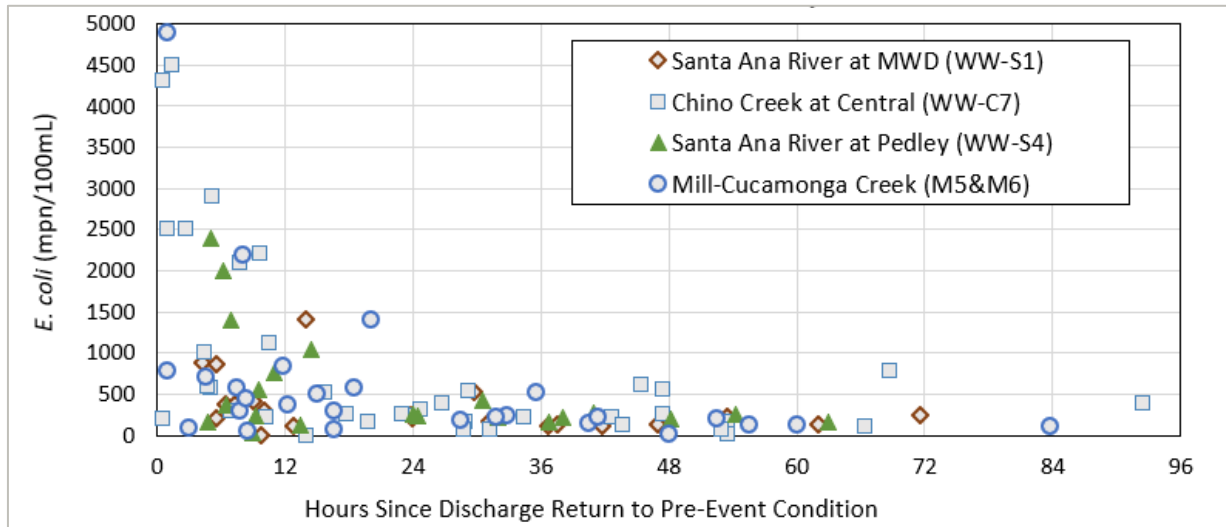 5000
4500
4000
3500
3000
2500
2000
1500
1000
500
0
E. coli (mpn/100mL)
Santa Ana River at MWD (WW-S1)
Chino Creek at Central (WW-C7)
Santa Ana River at Pedley (WW-S4)
Mill-Cucamonga Creek (M5&M6)
0 12 24 36 48 60 72 84 96
Hours Since Discharge Return to Pre-Event Condition